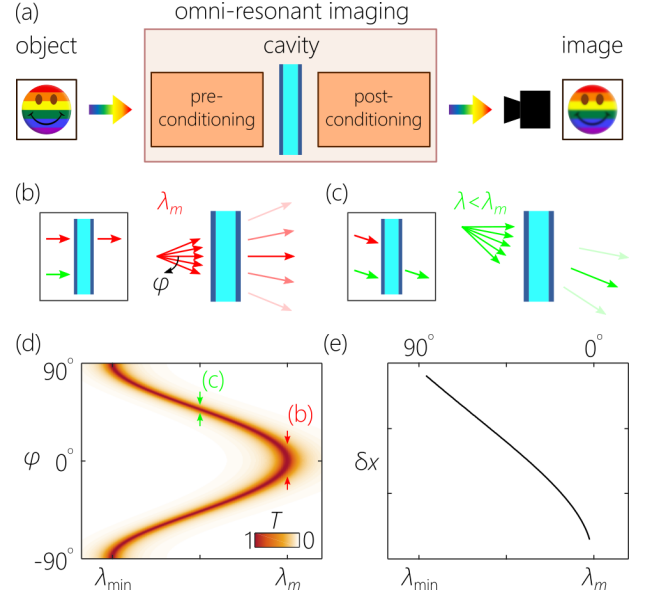 (a)
omni-resonant imaging
object
cavity
image
pre-
conditioning
post-
conditioning
(b)
λm
φ
(c)
λ<λm
(d)
90°
(c)
(b)
φ
0°
T
1
0
-90°
λmin
λm
(e)
90°
0°
δx
λmin
λm